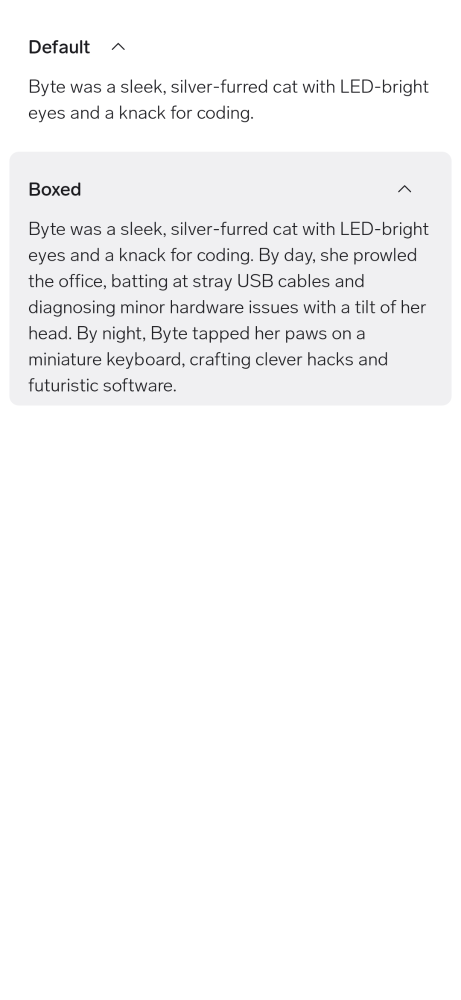 Default
Byte was a sleek, silver-furred cat with LED-bright
eyes and a knack for coding.
Boxed
Byte was a sleek, silver-furred cat with LED-bright
eyes and a knack for coding. By day, she prowled
the office, batting at stray USB cables and
diagnosing minor hardware issues with a tilt of her
head. By night, Byte tapped her paws on a
miniature keyboard, crafting clever hacks and
futuristic software.